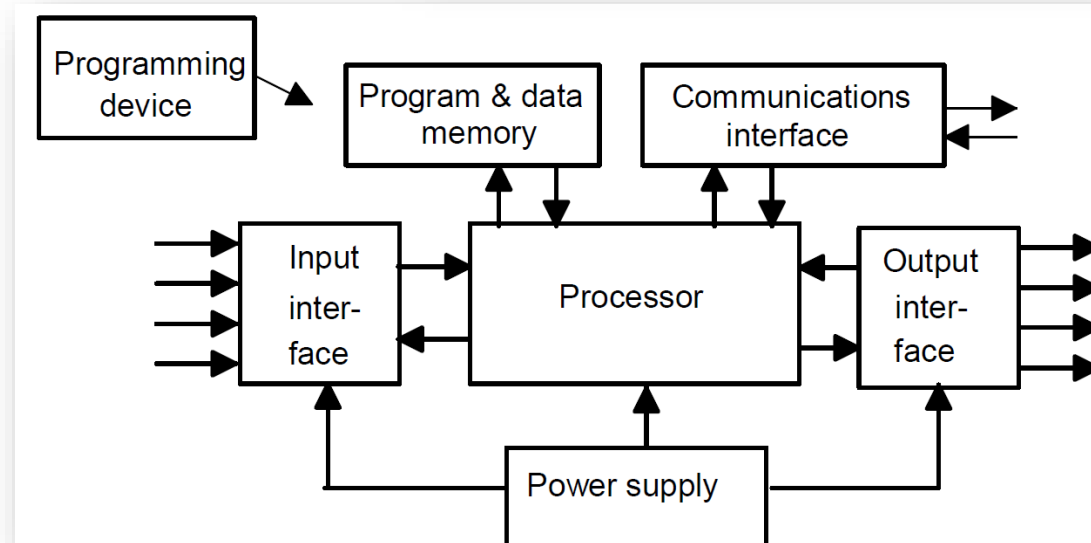 Programming
device
Program & data
memory
Communications
interface
Input
inter-
face
Processor
Output
inter-
face
Power supply